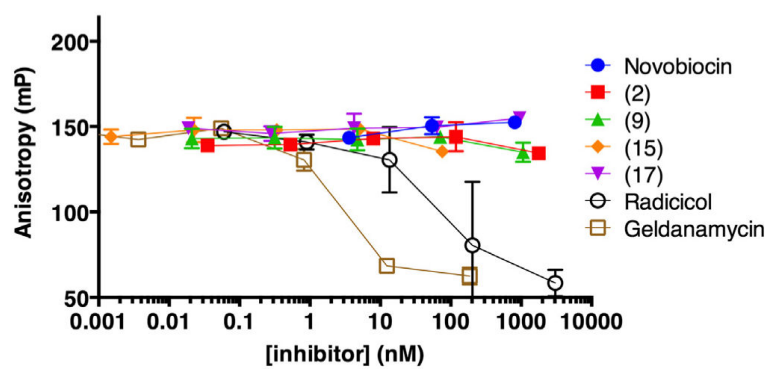 Anisotropy (mP)
200
150
100
50
0.001 0.01 0.1 1 10 100 1000 10000
[inhibitor] (nM)
Novobiocin
(2)
(9)
(15)
(17)
Radicicol
Geldanamycin